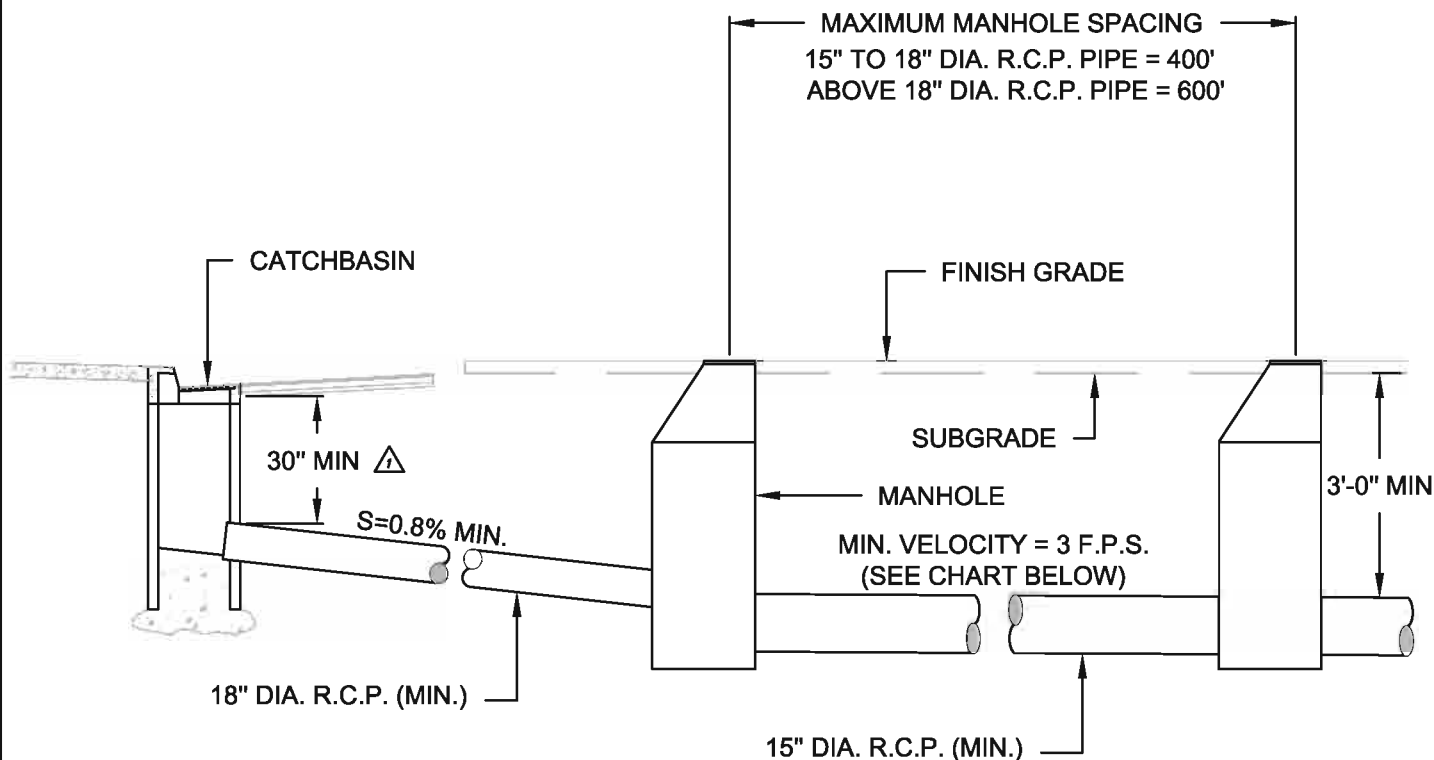 MAXIMUM MANHOLE SPACING
15" TO 18" DIA. R.C.P. PIPE = 400'
ABOVE 18" DIA. R.C.P. PIPE = 600'
CATCHBASIN
FINISH GRADE
30" MIN 1
SUBGRADE
3'-0" MIN
MANHOLE
S=0.8% MIN.
MIN. VELOCITY = 3 F.P.S.
(SEE CHART BELOW)
18" DIA. R.C.P. (MIN.)
15" DIA. R.C.P. (MIN.)